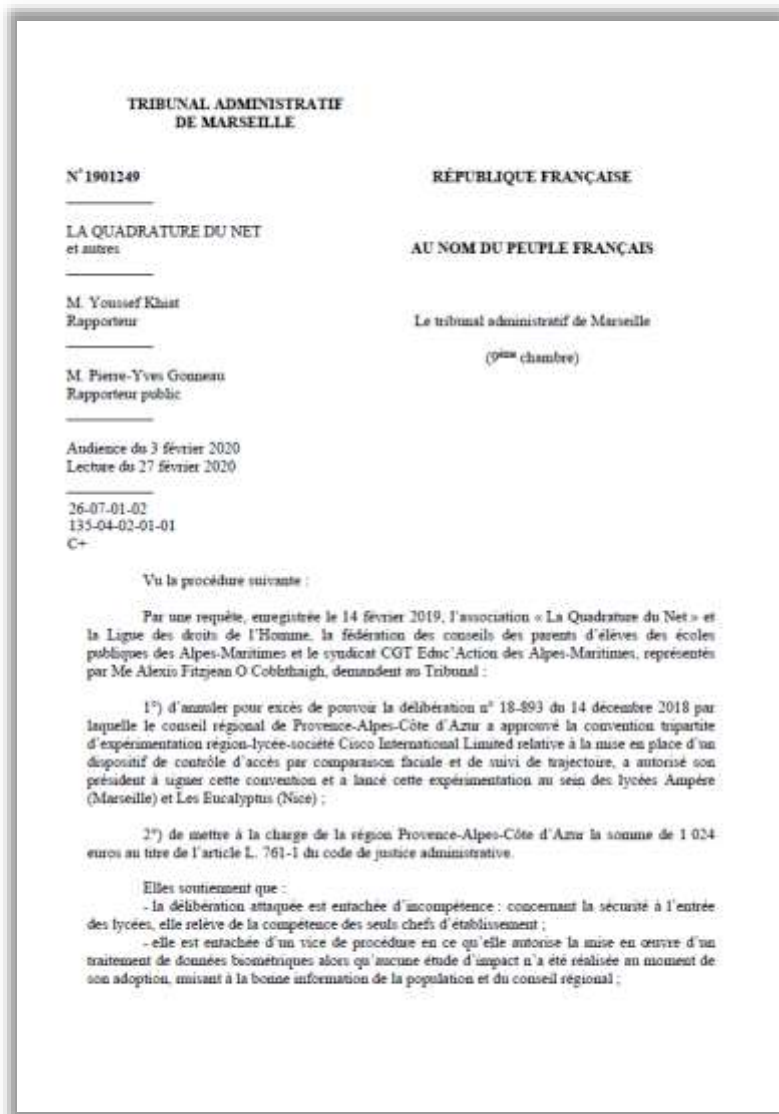 TRIBUNAL ADMINISTRATIF
DE MARSEILLE
N°1901249
RÉPUBLIQUE FRANÇAISE
LA QUADRATURE DU NET
et autres
AU NOM DU PEUPLE FRANÇAIS
M. Youssef Khiat
Rapporteur
Le tribunal administratif de Marseille
(9ème chambre)
M. Pierre-Yves Gonneau
Rapporteur public
Audience du 3 février 2020
Lecture du 27 février 2020
26-07-01-02
135-04-02-01-01
C+
Vu la procédure suivante :
Par une requête, enregistrée le 14 février 2019, l'association « La Quadrature du Net » et
la Ligue des droits de l'Homme, la fédération des conseils des parents d'élèves des écoles
publiques des Alpes-Maritimes et le syndicat CGT Educ'Action des Alpes-Maritimes, représentés
par Me Alexis Fitzjean O Cobhthaigh, demandent au Tribunal :
1°) d'annuler pour excès de pouvoir la délibération n° 18-893 du 14 décembre 2018 par
laquelle le conseil régional de Provence-Alpes-Côte d'Azur a approuvé la convention tripartite
d'expérimentation région-lycée-société Cisco International Limited relative à la mise en place d'un
dispositif de contrôle d'accès par comparaison faciale et de suivi de trajectoire, a autorisé son
président à signer cette convention et a lancé cette expérimentation au sein des lycées Ampère
(Marseille) et Les Eucalyptus (Nice) ;
2°) de mettre à la charge de la région Provence-Alpes-Côte d'Azur la somme de 1 024
euros au titre de l'article L. 761-1 du code de justice administrative.
Elles soutiennent que :
- la délibération attaquée est entachée d'incompétence : concernant la sécurité à l'entrée
des lycées, elle relève de la compétence des seuls chefs d'établissement ;
- elle est entachée d'un vice de procédure en ce qu'elle autorise la mise en œuvre d'un
traitement de données biométriques alors qu'aucune étude d'impact n'a été réalisée au moment de
son adoption, nuisant à la bonne information de la population et du conseil régional ;